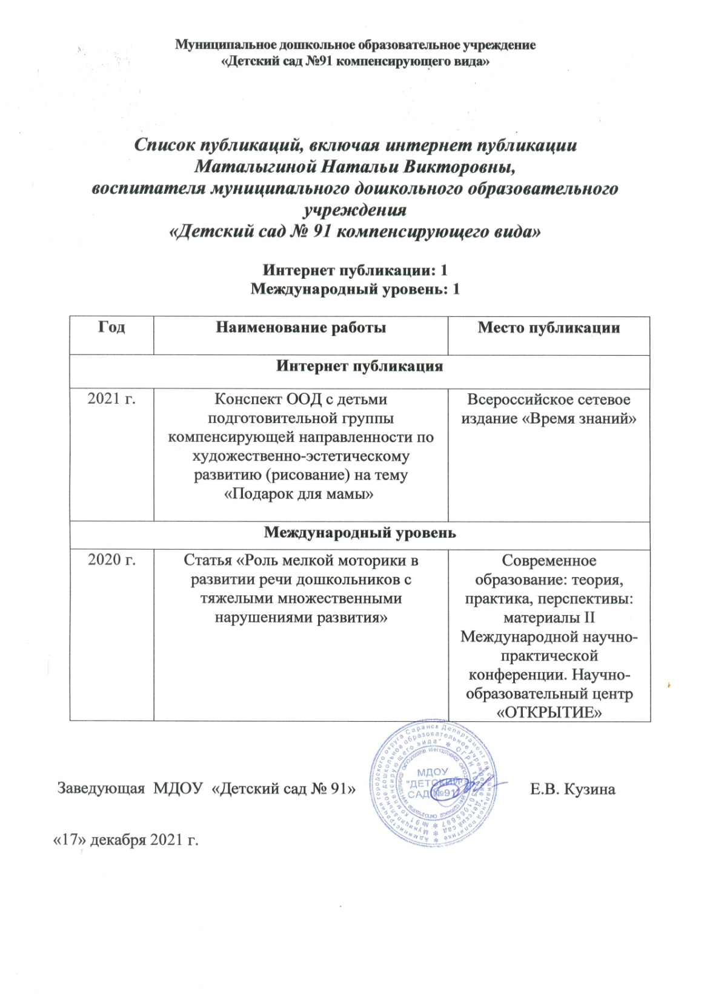 Муниципальное дошкольное образовательное учреждение
«Детский сад №91 компенсирующего вида»
Список публикаций, включая интернет публикации
Маталыгиной Натальи Викторовны,
воспитателя муниципального дошкольного образовательного
учреждения
«Детский сад № 91 компенсирующего вида»
Интернет публикации: 1
Международный уровень: 1
Год Наименование работы Место публикации
Интернет публикация
2021 г.
Конспект ООД с детьми
подготовительной группы
компенсирующей направленности по
художественно-эстетическому
развитию (рисование) на тему
«Подарок для мамы»
Всероссийское сетевое
издание «Время знаний»
Международный уровень
2020 г.
Статья «Роль мелкой моторики в
развитии речи дошкольников с
тяжелыми множественными
нарушениями развития»
Современное
образование: теория,
практика, перспективы:
материалы II
Международной научно-
практической
конференции. Научно-
образовательный центр
«ОТКРЫТИЕ»
Заведующая МДОУ «Детский сад № 91» Е.В. Кузина
МДОУ
"ДЕТСКИЙ
САД №91"
«17» декабря 2021 г.